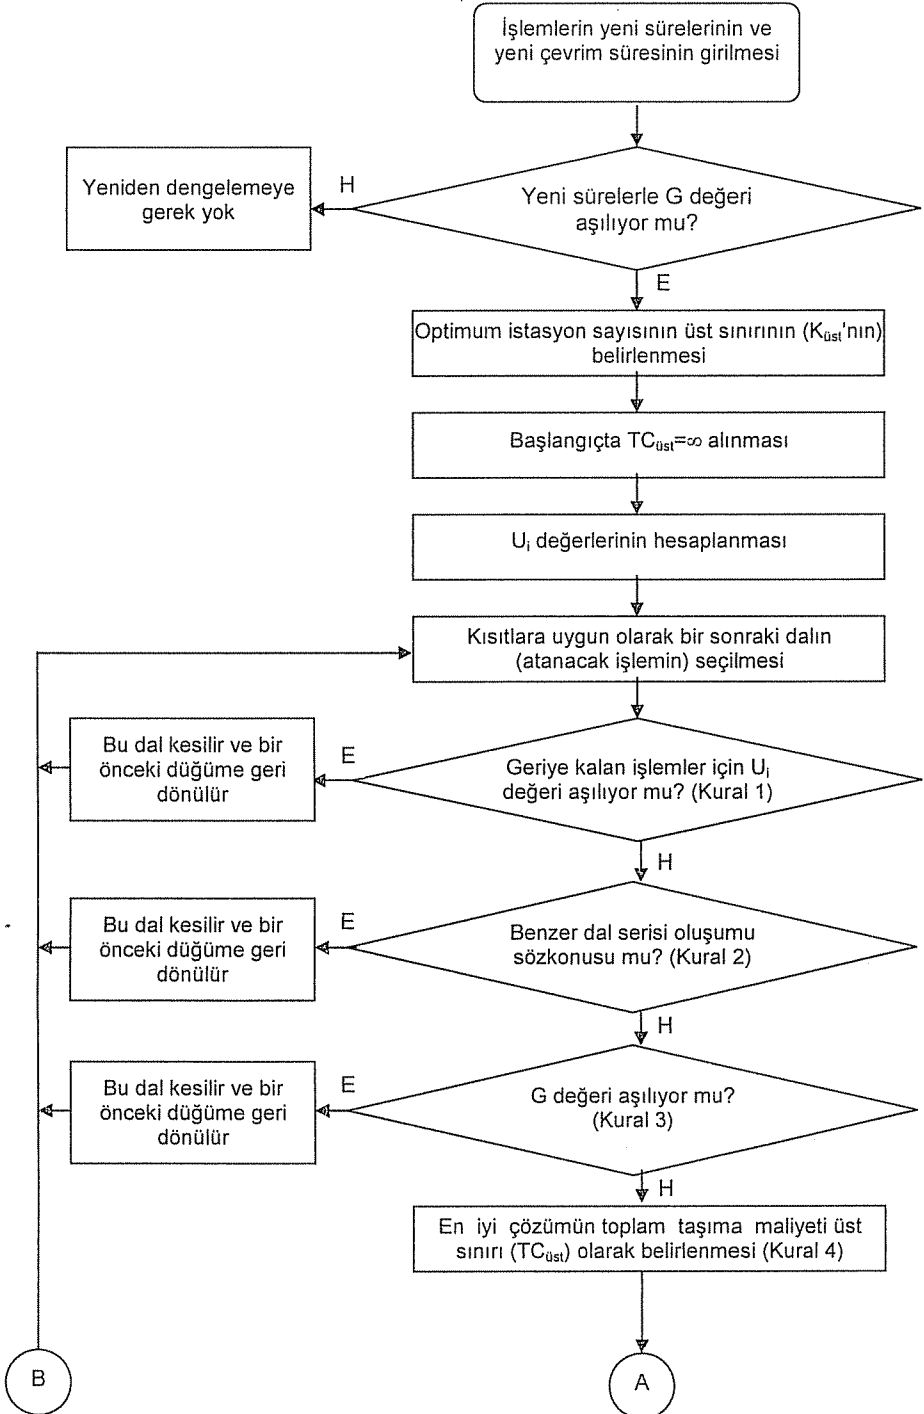 İşlemlerin yeni sürelerinin ve
yeni çevrim süresinin girilmesi
Yeniden dengelemeye
gerek yok
H
Yeni sürelerle G değeri
aşılıyor mu?
E
Optimum istasyon sayısının üst sınırının (Küst'nın)
belirlenmesi
Başlangıçta TCüst=∞ alınması
Ui değerlerinin hesaplanması
Kısıtlara uygun olarak bir sonraki dalın
(atanacak işlemin) seçilmesi
Bu dal kesilir ve bir
önceki düğüme geri
dönülür
E
Geriye kalan işlemler için Ui
değeri aşılıyor mu? (Kural 1)
H
Bu dal kesilir ve bir
önceki düğüme geri
dönülür
E
Benzer dal serisi oluşumu
sözkonusu mu? (Kural 2)
H
Bu dal kesilir ve bir
önceki düğüme geri
dönülür
E
G değeri aşılıyor mu?
(Kural 3)
H
En iyi çözümün toplam taşıma maliyeti üst
sınırı (TCüst) olarak belirlenmesi (Kural 4)
B
A